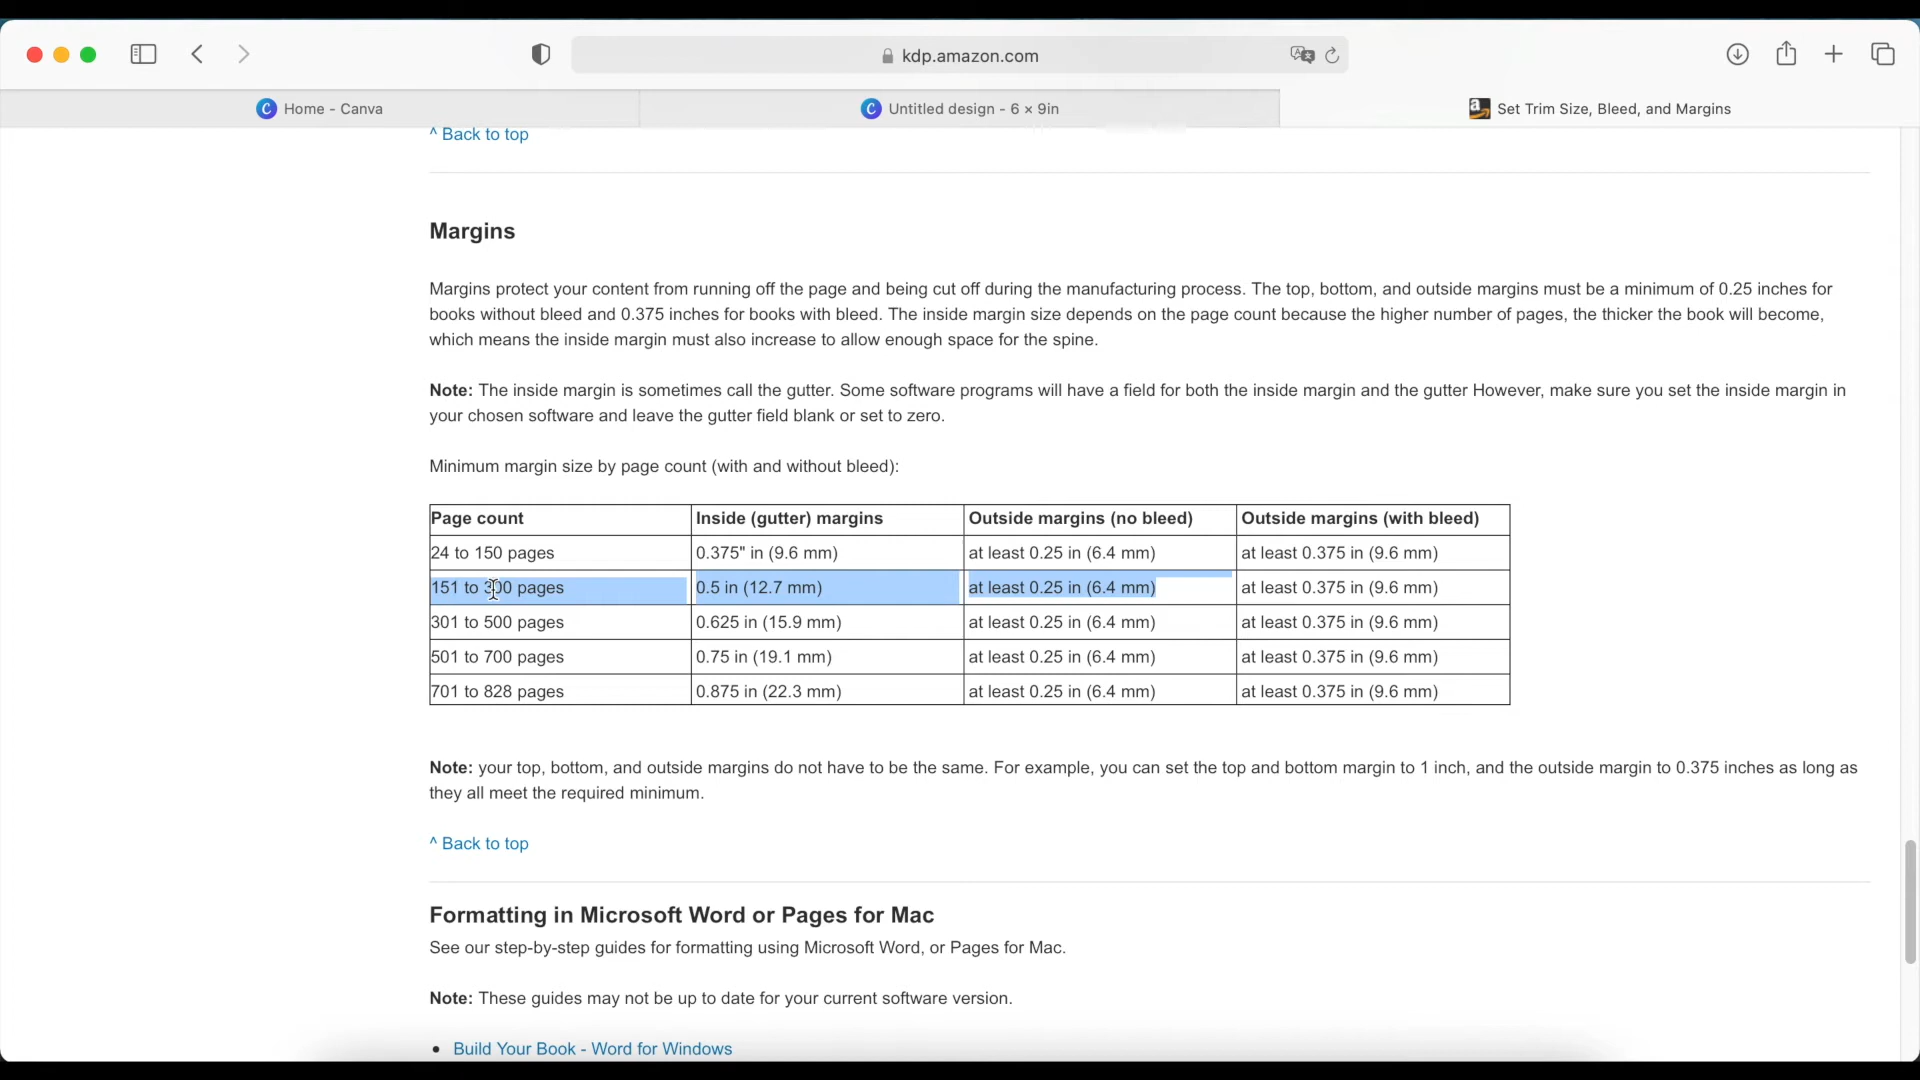 kdp.amazon.com
Home - Canva
Untitled design - 6 × 9in
Set Trim Size, Bleed, and Margins
^ Back to top
Margins
Margins protect your content from running off the page and being cut off during the manufacturing process. The top, bottom, and outside margins must be a minimum of 0.25 inches for
books without bleed and 0.375 inches for books with bleed. The inside margin size depends on the page count because the higher number of pages, the thicker the book will become,
which means the inside margin must also increase to allow enough space for the spine.
Note: The inside margin is sometimes call the gutter. Some software programs will have a field for both the inside margin and the gutter However, make sure you set the inside margin in
your chosen software and leave the gutter field blank or set to zero.
Minimum margin size by page count (with and without bleed):
Page count Inside (gutter) margins Outside margins (no bleed) Outside margins (with bleed)
24 to 150 pages 0.375" in (9.6 mm) at least 0.25 in (6.4 mm) at least 0.375 in (9.6 mm)
151 to 300 pages 0.5 in (12.7 mm) at least 0.25 in (6.4 mm) at least 0.375 in (9.6 mm)
301 to 500 pages 0.625 in (15.9 mm) at least 0.25 in (6.4 mm) at least 0.375 in (9.6 mm)
501 to 700 pages 0.75 in (19.1 mm) at least 0.25 in (6.4 mm) at least 0.375 in (9.6 mm)
701 to 828 pages 0.875 in (22.3 mm) at least 0.25 in (6.4 mm) at least 0.375 in (9.6 mm)
Note: your top, bottom, and outside margins do not have to be the same. For example, you can set the top and bottom margin to 1 inch, and the outside margin to 0.375 inches as long as
they all meet the required minimum.
^ Back to top
Formatting in Microsoft Word or Pages for Mac
See our step-by-step guides for formatting using Microsoft Word, or Pages for Mac.
Note: These guides may not be up to date for your current software version.
• Build Your Book - Word for Windows